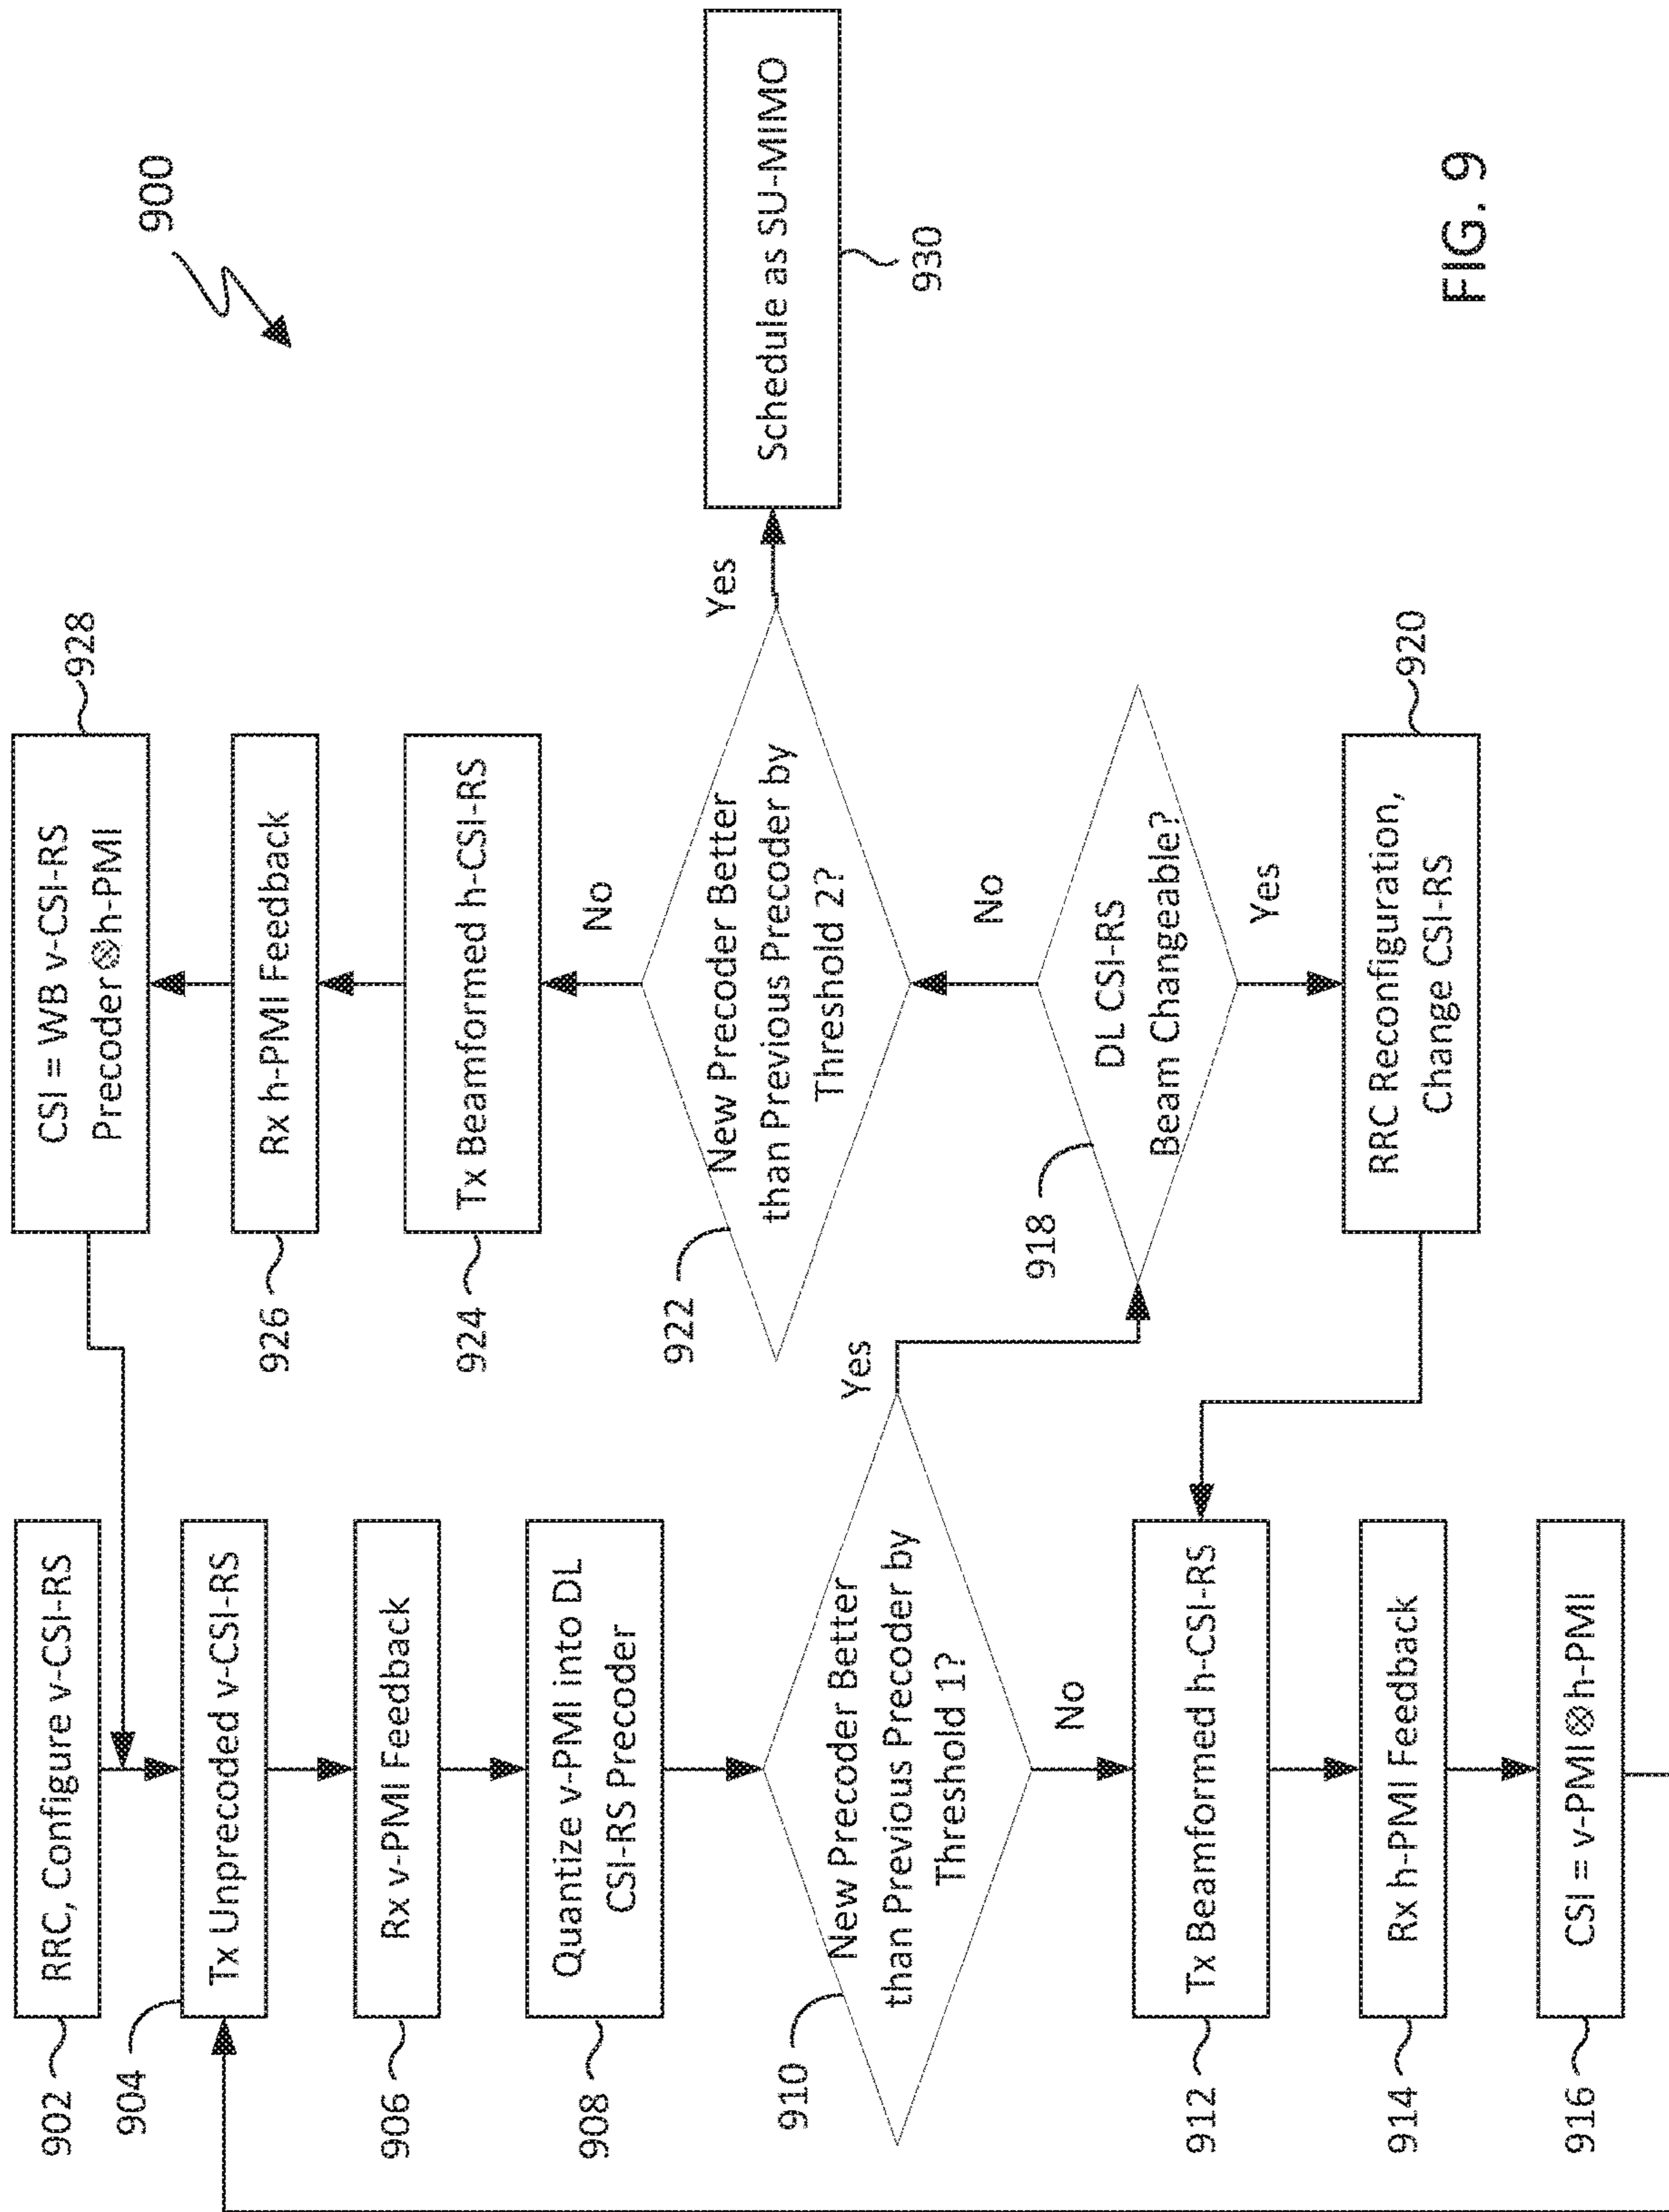 900
902
RRC, Configure v-CSI-RS
904
Tx Unprecoded v-CSI-RS
906
Rx v-PMI Feedback
908
Quantize v-PMI into DL
CSI-RS Precoder
910
New Precoder Better
than Previous Precoder by
Threshold 1?
Yes
No
912
Tx Beamformed h-CSI-RS
914
Rx h-PMI Feedback
916
CSI = v-PMI⊗h-PMI
928
CSI = WB v-CSI-RS
Precoder⊗h-PMI
926
Rx h-PMI Feedback
924
Tx Beamformed h-CSI-RS
No
922
New Precoder Better
than Previous Precoder by
Threshold 2?
Yes
No
918
DL CSI-RS
Beam Changeable?
Yes
920
RRC Reconfiguration,
Change CSI-RS
Schedule as SU-MIMO
930
FIG. 9